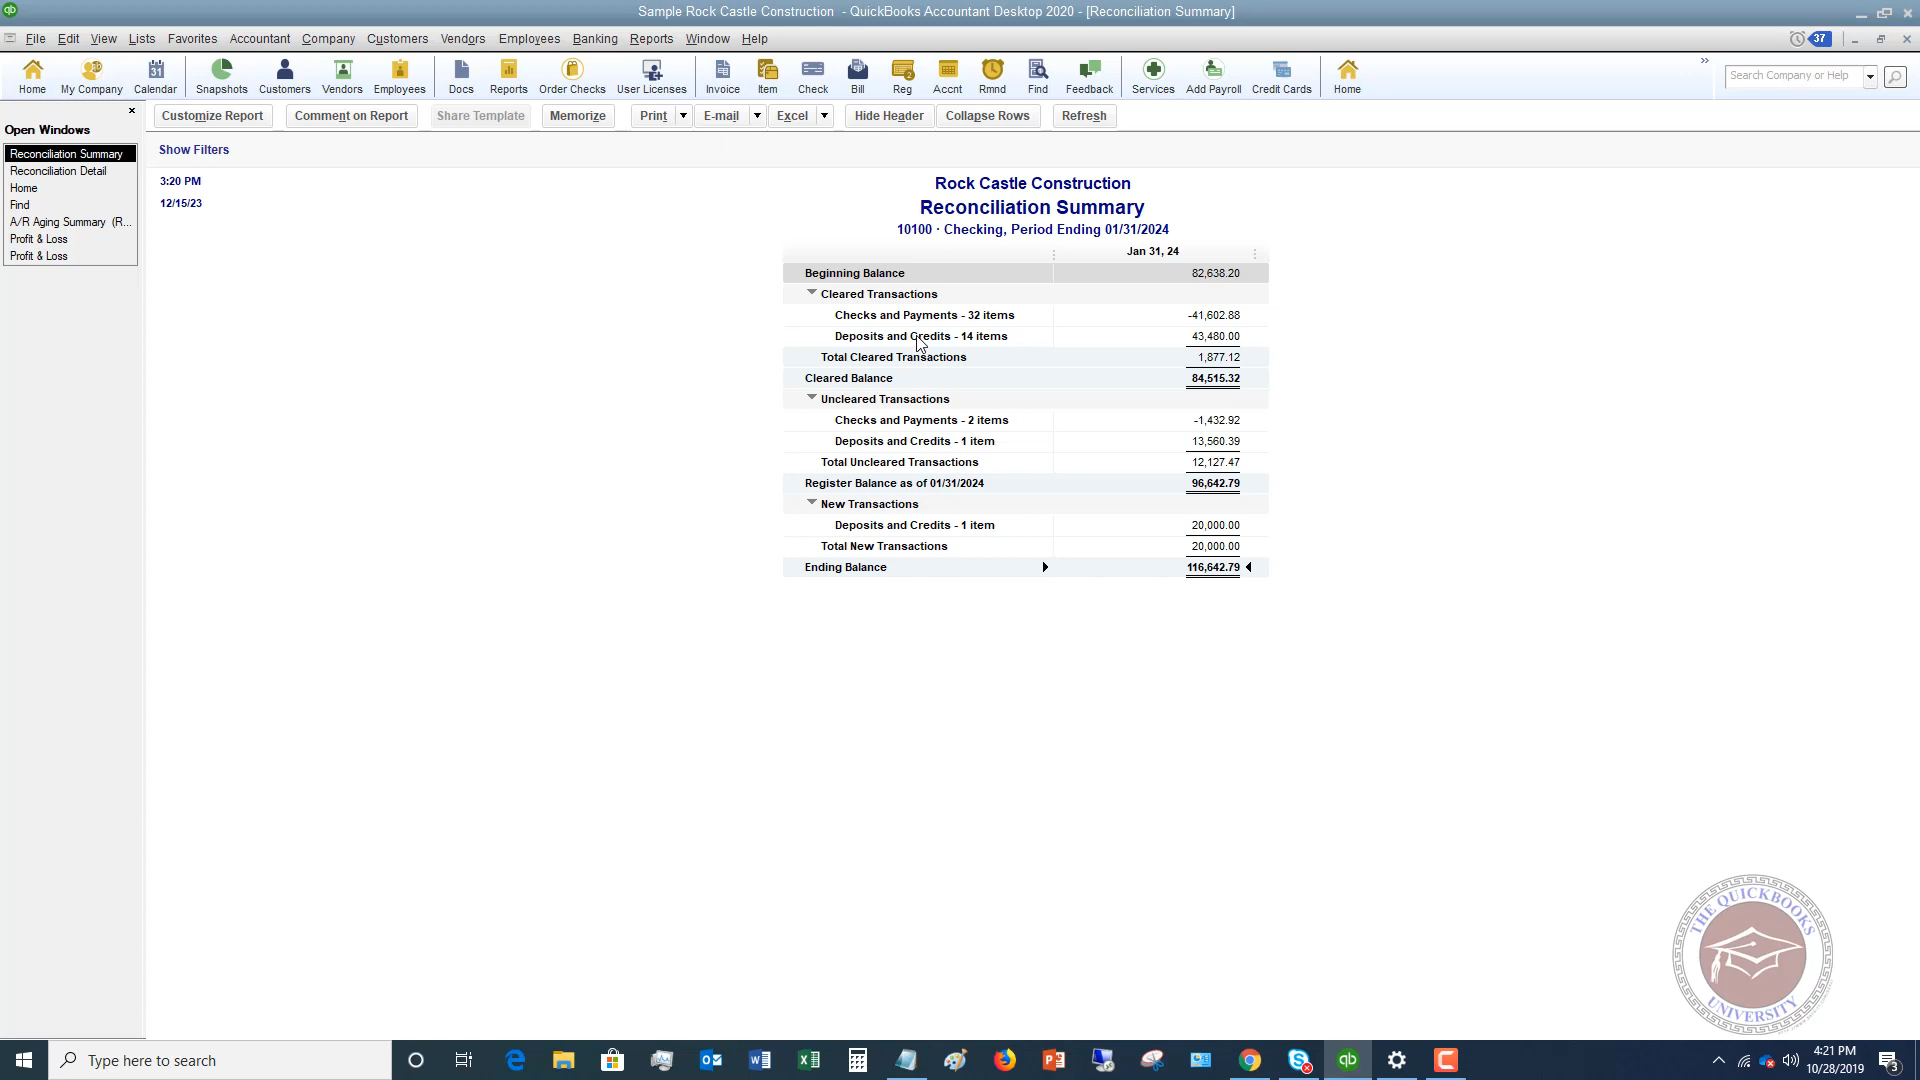 Sample Rock Castle Construction - QuickBooks Accountant Desktop 2020 - [Reconciliation Summary]
File Edit View Lists Favorites Accountant Company Customers Vendors Employees Banking Reports Window Help
37
Home My Company Calendar Snapshots Customers Vendors Employees Docs Reports Order Checks User Licenses Invoice Item Check Bill Reg Accnt Rmnd Find Feedback Services Add Payroll Credit Cards Home
Search Company or Help
Customize Report Comment on Report Share Template Memorize Print E-mail Excel Hide Header Collapse Rows Refresh
Open Windows
Reconciliation Summary
Reconciliation Detail
Home
Find
A/R Aging Summary (R...
Profit & Loss
Profit & Loss
Show Filters
3:20 PM
12/15/23
Rock Castle Construction
Reconciliation Summary
10100 · Checking, Period Ending 01/31/2024
Jan 31, 24
Beginning Balance 82,638.20
Cleared Transactions
Checks and Payments - 32 items -41,602.88
Deposits and Credits - 14 items 43,480.00
Total Cleared Transactions 1,877.12
Cleared Balance 84,515.32
Uncleared Transactions
Checks and Payments - 2 items -1,432.92
Deposits and Credits - 1 item 13,560.39
Total Uncleared Transactions 12,127.47
Register Balance as of 01/31/2024 96,642.79
New Transactions
Deposits and Credits - 1 item 20,000.00
Total New Transactions 20,000.00
Ending Balance 116,642.79
THE QUICKBOOKS
UNIVERSITY
Type here to search
4:21 PM
10/28/2019
3